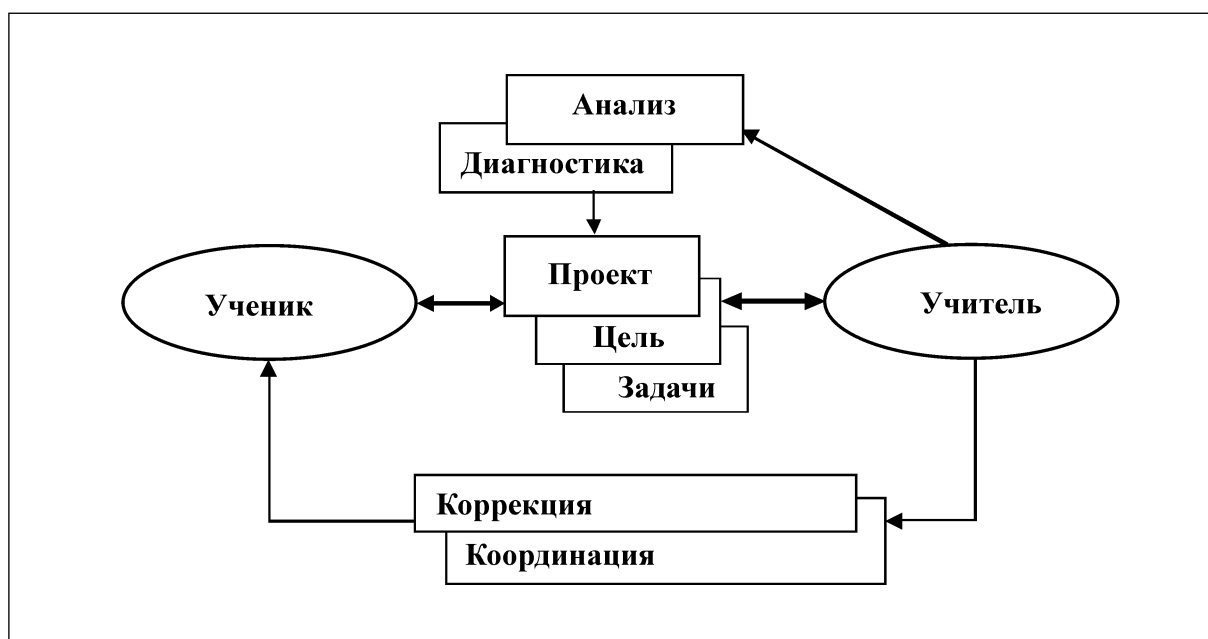 Анализ
Диагностика
Проект
Ученик
Учитель
Цель
Задачи
Коррекция
Координация